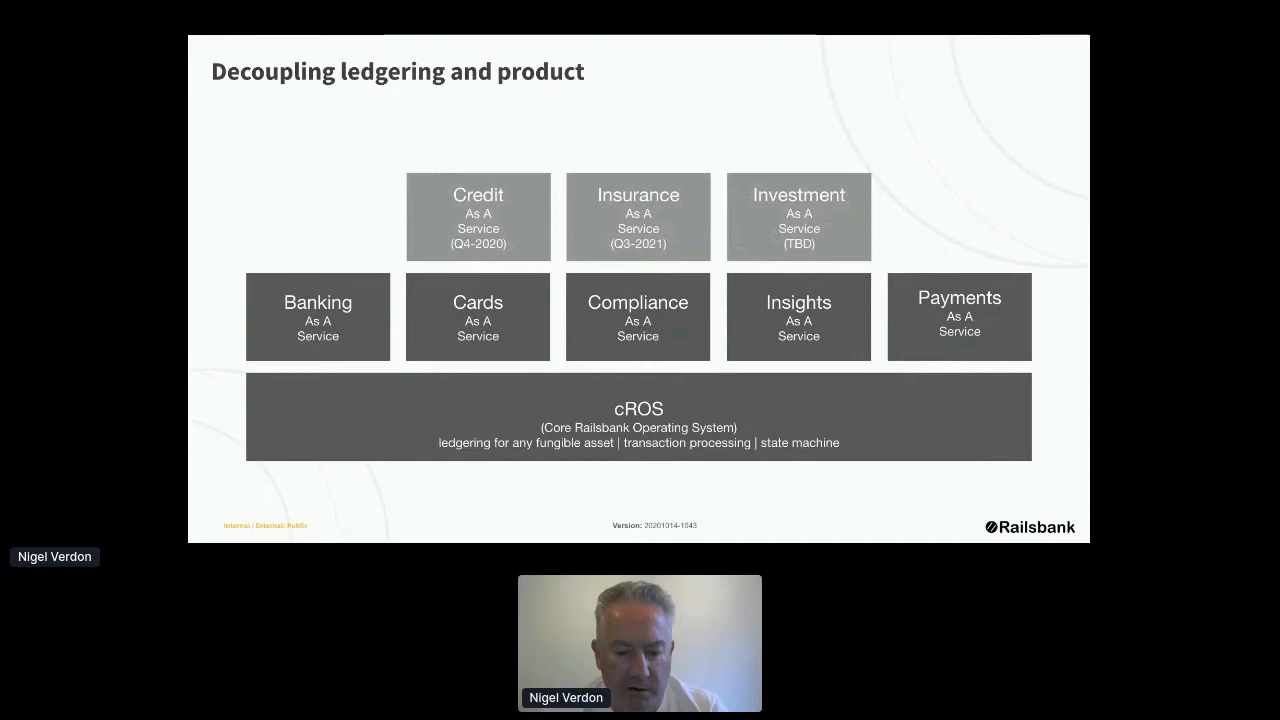 Decoupling ledgering and product
Credit
As A
Service
(Q4-2020)
Insurance
As A
Service
(Q3-2021)
Investment
As A
Service
(TBD)
Banking
As A
Service
Cards
As A
Service
Compliance
As A
Service
Insights
As A
Service
Payments
As A
Service
cROS
(Core Railsbank Operating System)
ledgering for any fungible asset | transaction processing | state machine
Internal / External: Public
Version: 20201014-1043
Railsbank
Nigel Verdon
Nigel Verdon